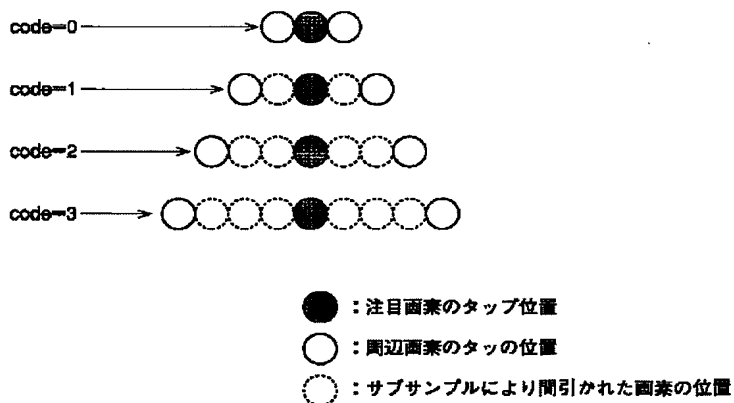 code=0
code=1
code=2
code=3
：注目画素のタップ位置
：周辺画素のタッの位置
：サブサンプルにより間引かれた画素の位置